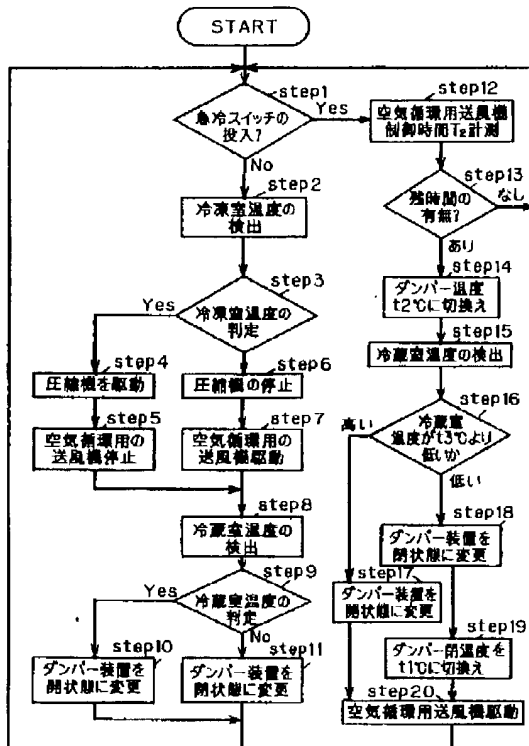 START
step1
急冷スイッチの
投入?
Yes
No
step2
冷凍室温度の
検出
step3
冷凍室温度の
判定
Yes
step4
圧縮機を駆動
step5
空気循環用の
送風機停止
step6
圧縮機の停止
step7
空気循環用の
送風機駆動
step8
冷蔵室温度の
検出
step9
冷蔵室温度の
判定
Yes
No
step10
ダンパー装置を
開状態に変更
step11
ダンパー装置を
閉状態に変更
step12
空気循環用送風機
制御時間T₂計測
step13
残時間の
有無?
なし
あり
step14
ダンパー温度
t2℃に切換え
step15
冷蔵室温度の検出
step16
冷蔵室
温度がt3℃より
低いか
高い
低い
step17
ダンパー装置を
開状態に変更
step18
ダンパー装置を
閉状態に変更
step19
ダンパー閉温度を
t1℃に切換え
step20
空気循環用送風機駆動